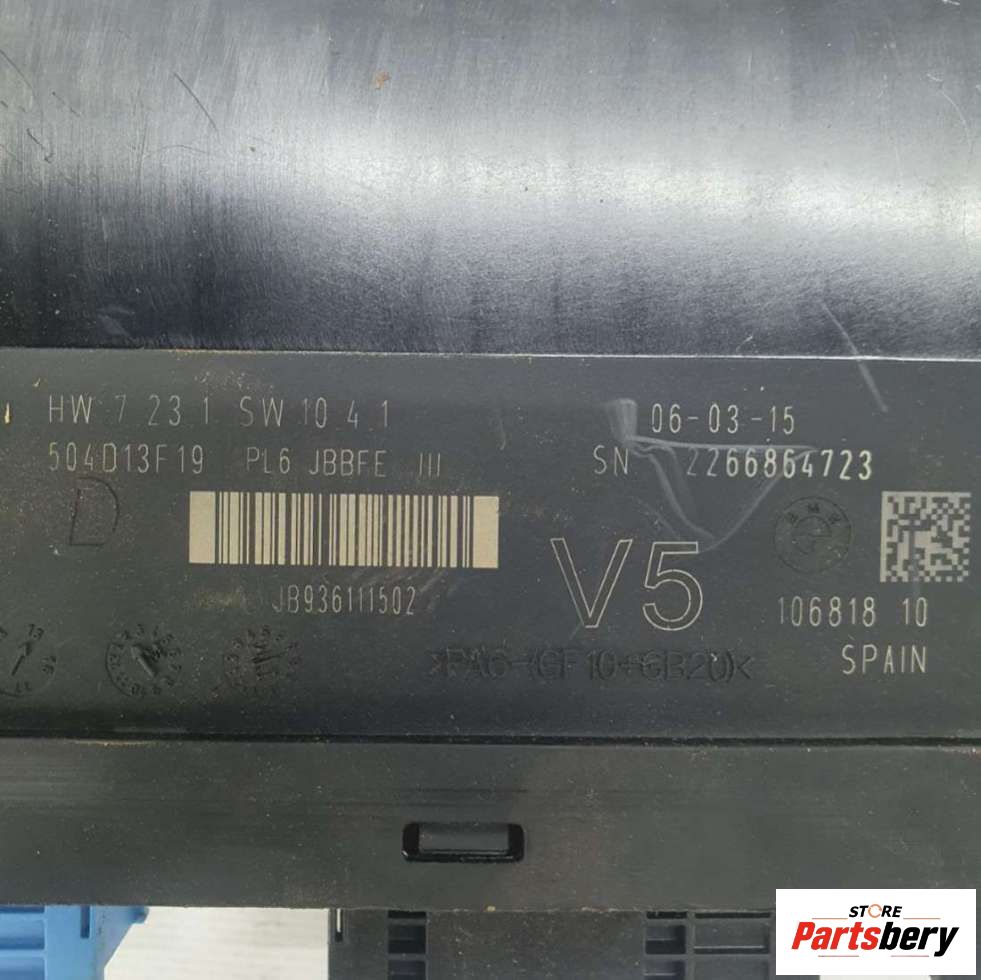 HW 7 23 1 SW 10 4 1
06-03-15
504D13F19 PL6 JBBFE III
SN 2266864723
D
BMW
JB936111502
V5
106818 10
>PA6-(GF10+GB20)<
SPAIN
STORE
Partsbery